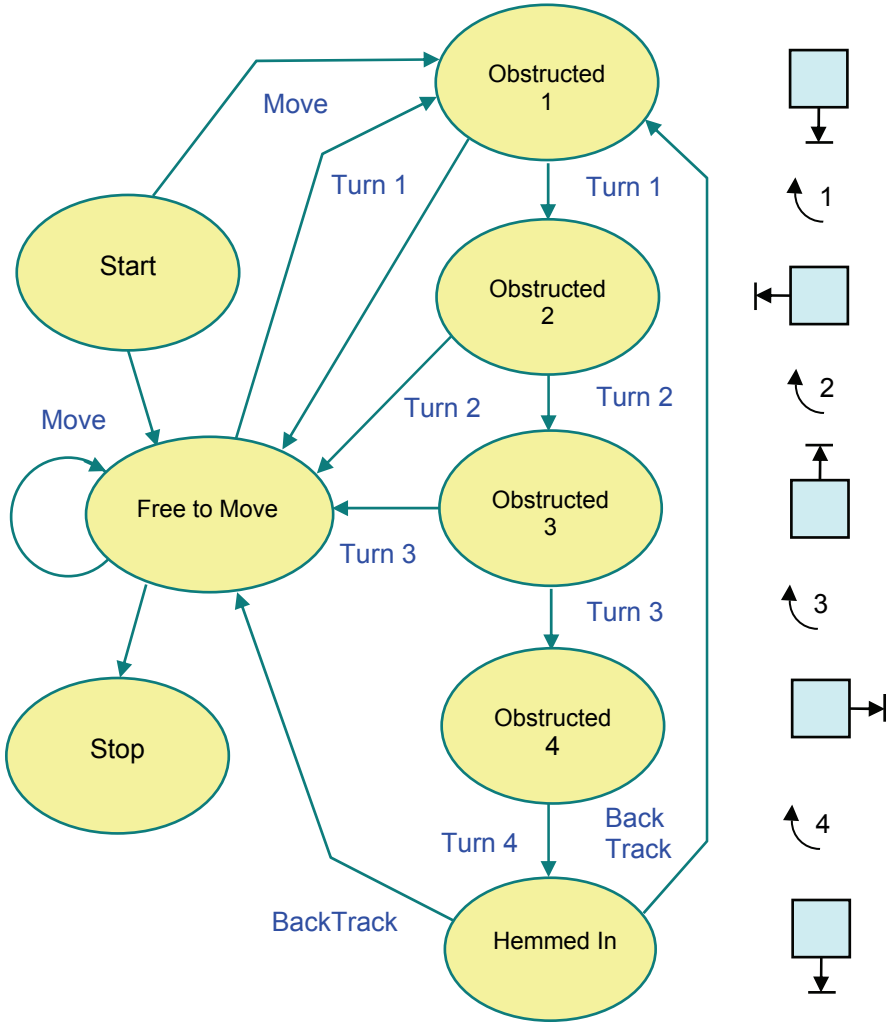 Obstructed
1
Move
Turn 1
Turn 1
1
Start
Obstructed
2
Turn 2
Turn 2
2
Move
Free to Move
Obstructed
3
Turn 3
Turn 3
3
Stop
Obstructed
4
Turn 4
Back
Track
4
BackTrack
Hemmed In